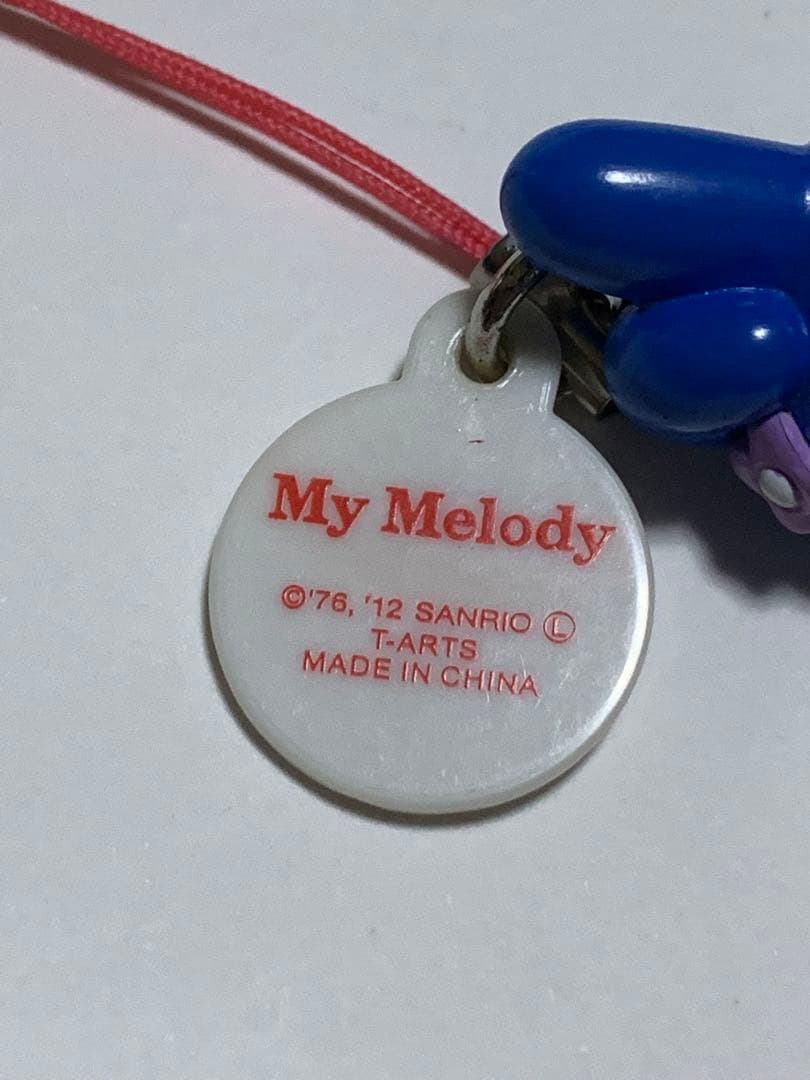 My Melody
©'76, '12 SANRIO Ⓛ
T-ARTS
MADE IN CHINA